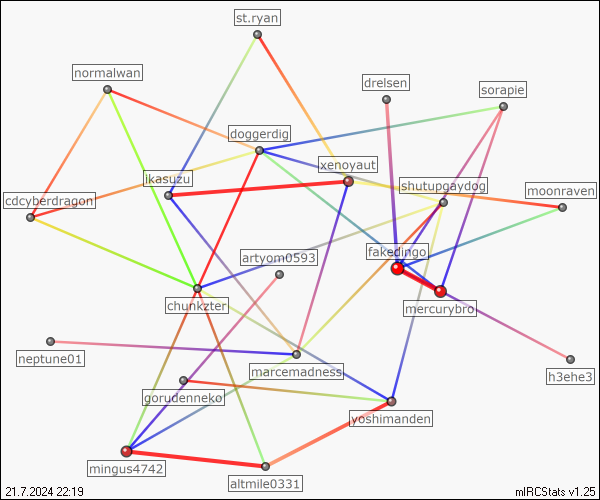 st.ryan
normalwan
drelsen
sorapie
doggerdig
xenoyaut
ikasuzu
shutupgaydog
cdcyberdragon
moonraven
artyom0593
fakedingo
chunkzter
mercurybro
neptune01
marcemadness
h3ehe3
gorudenneko
yoshimanden
mingus4742
altmile0331
21.7.2024 22:19
mIRCStats v1.25